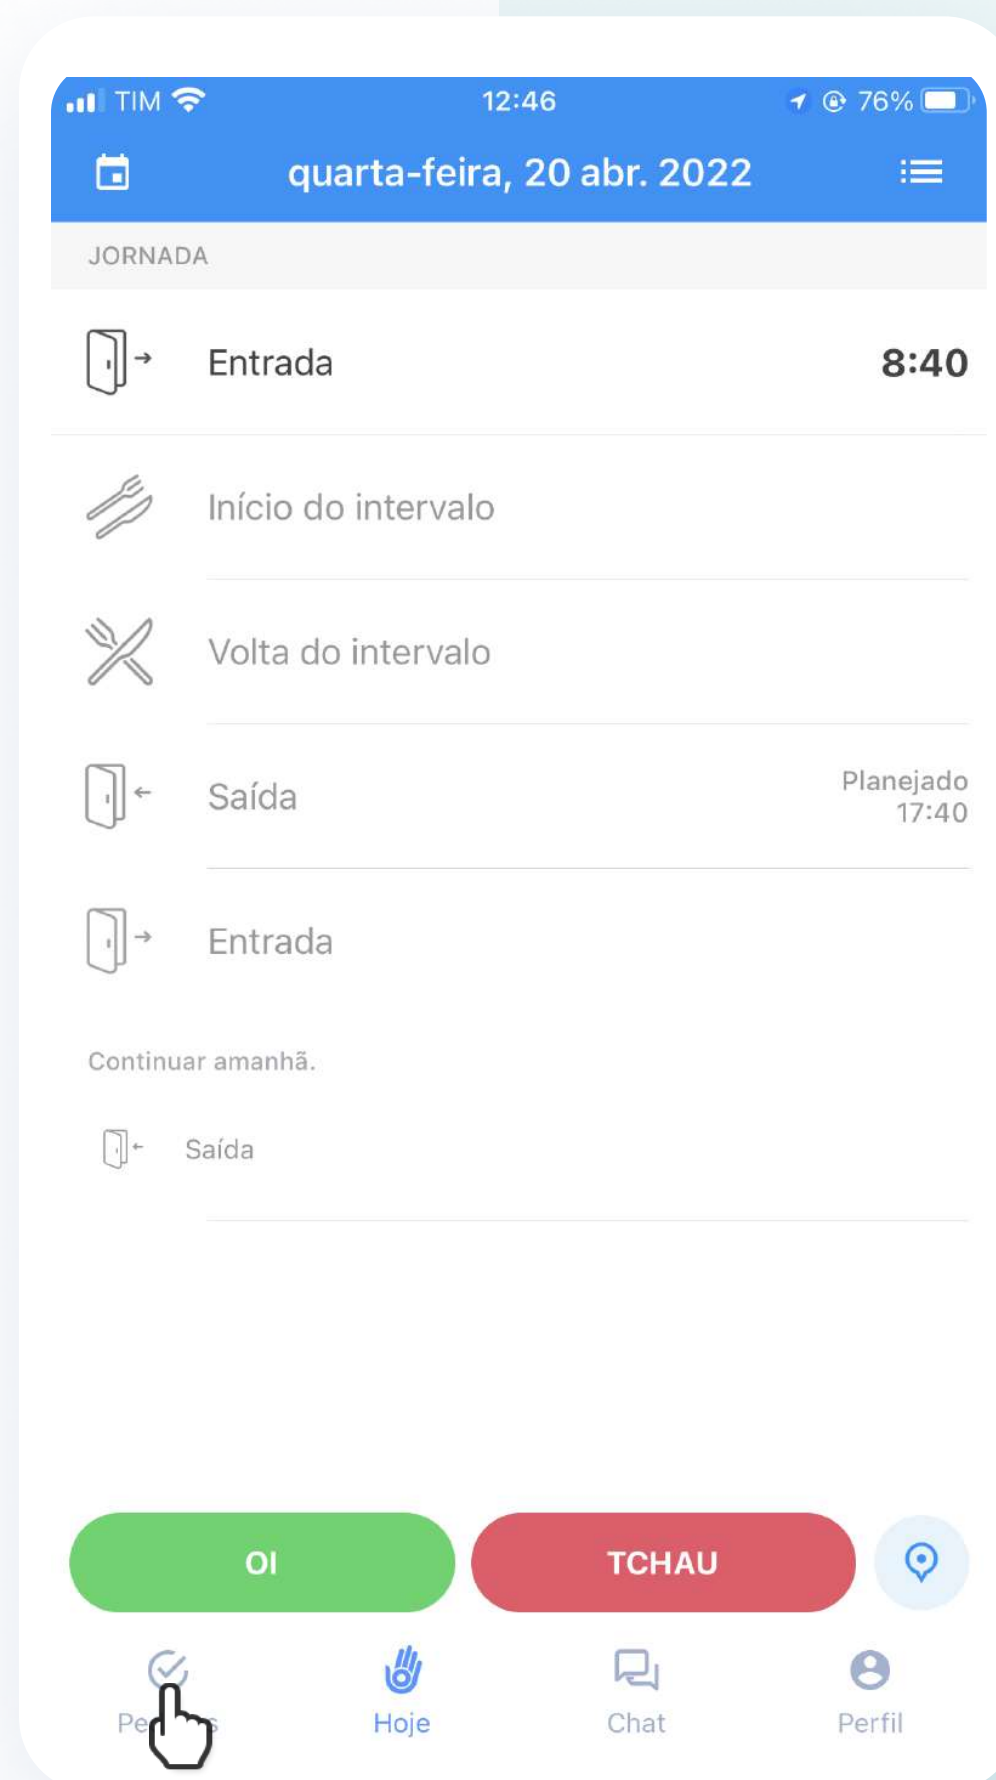 TIM 12:46 76%
quarta-feira, 20 abr. 2022
JORNADA
Entrada 8:40
Início do intervalo
Volta do intervalo
Saída Planejado
17:40
Entrada
Continuar amanhã.
Saída
OI TCHAU
Hoje Chat Perfil